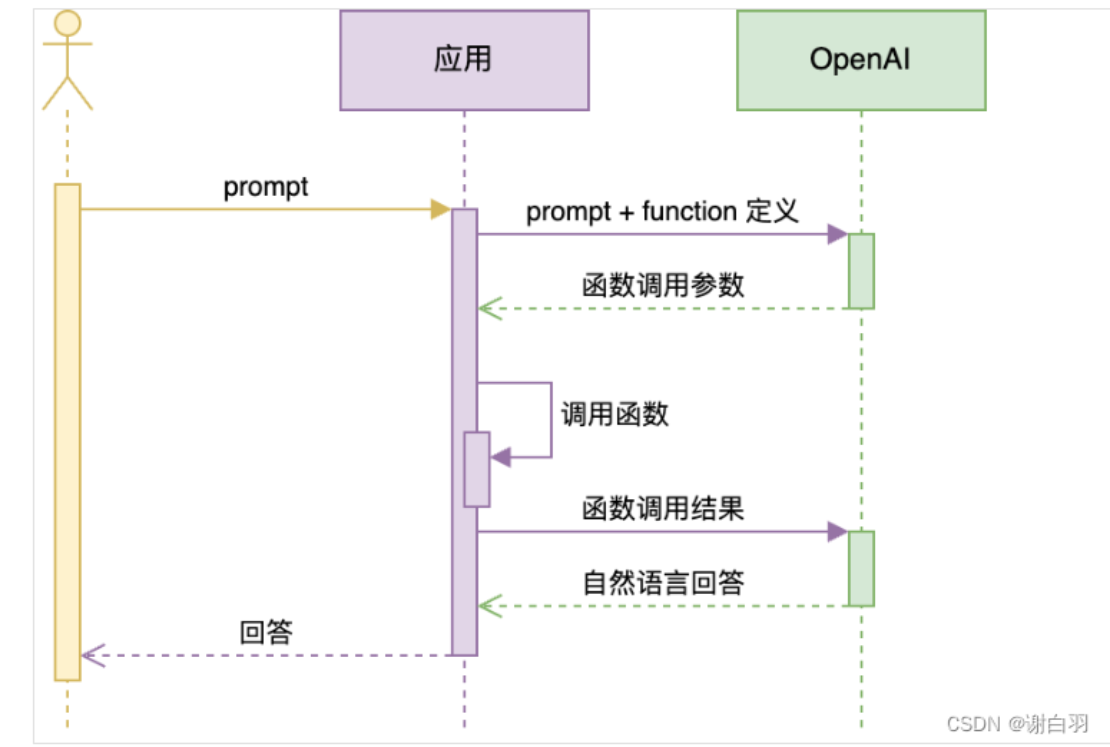 应用
OpenAI
prompt
prompt + function 定义
函数调用参数
调用函数
函数调用结果
自然语言回答
回答
CSDN @谢白羽